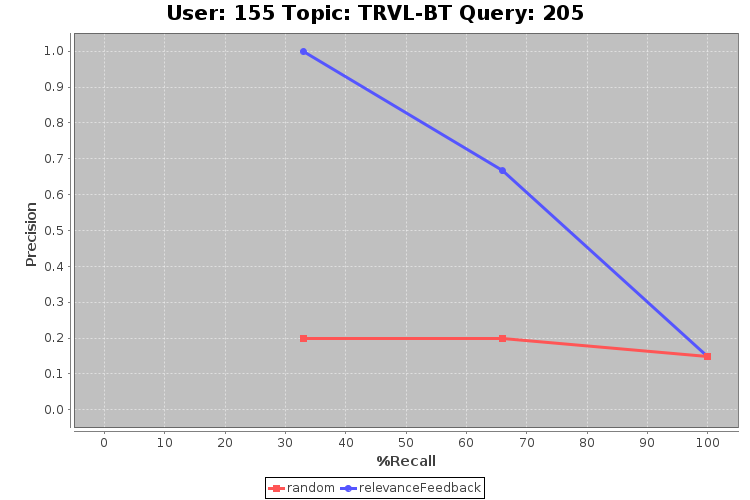 User: 155 Topic: TRVL-BT Query: 205
1.0
0.9
0.8
0.7
0.6
0.5
0.4
0.3
0.2
0.1
0.0
Precision
0 10 20 30 40 50 60 70 80 90 100
%Recall
random relevanceFeedback